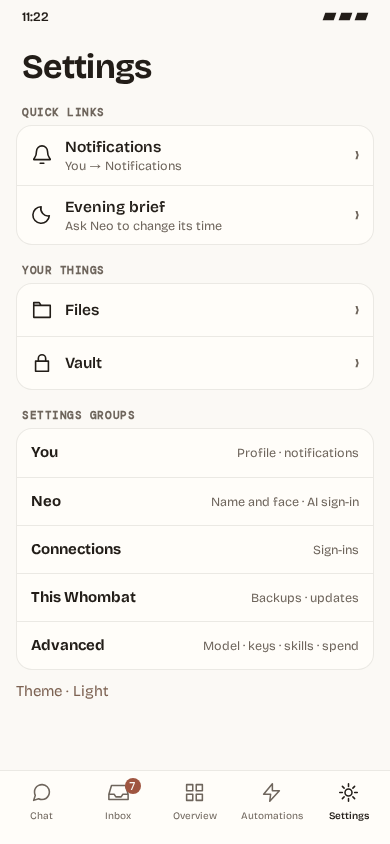 11:22
Settings
QUICK LINKS
Notifications
You → Notifications
Evening brief
Ask Neo to change its time
YOUR THINGS
Files
Vault
SETTINGS GROUPS
You Profile · notifications
Neo Name and face · AI sign-in
Connections Sign-ins
This Whombat Backups · updates
Advanced Model · keys · skills · spend
Theme · Light
7
Chat Inbox Overview Automations Settings